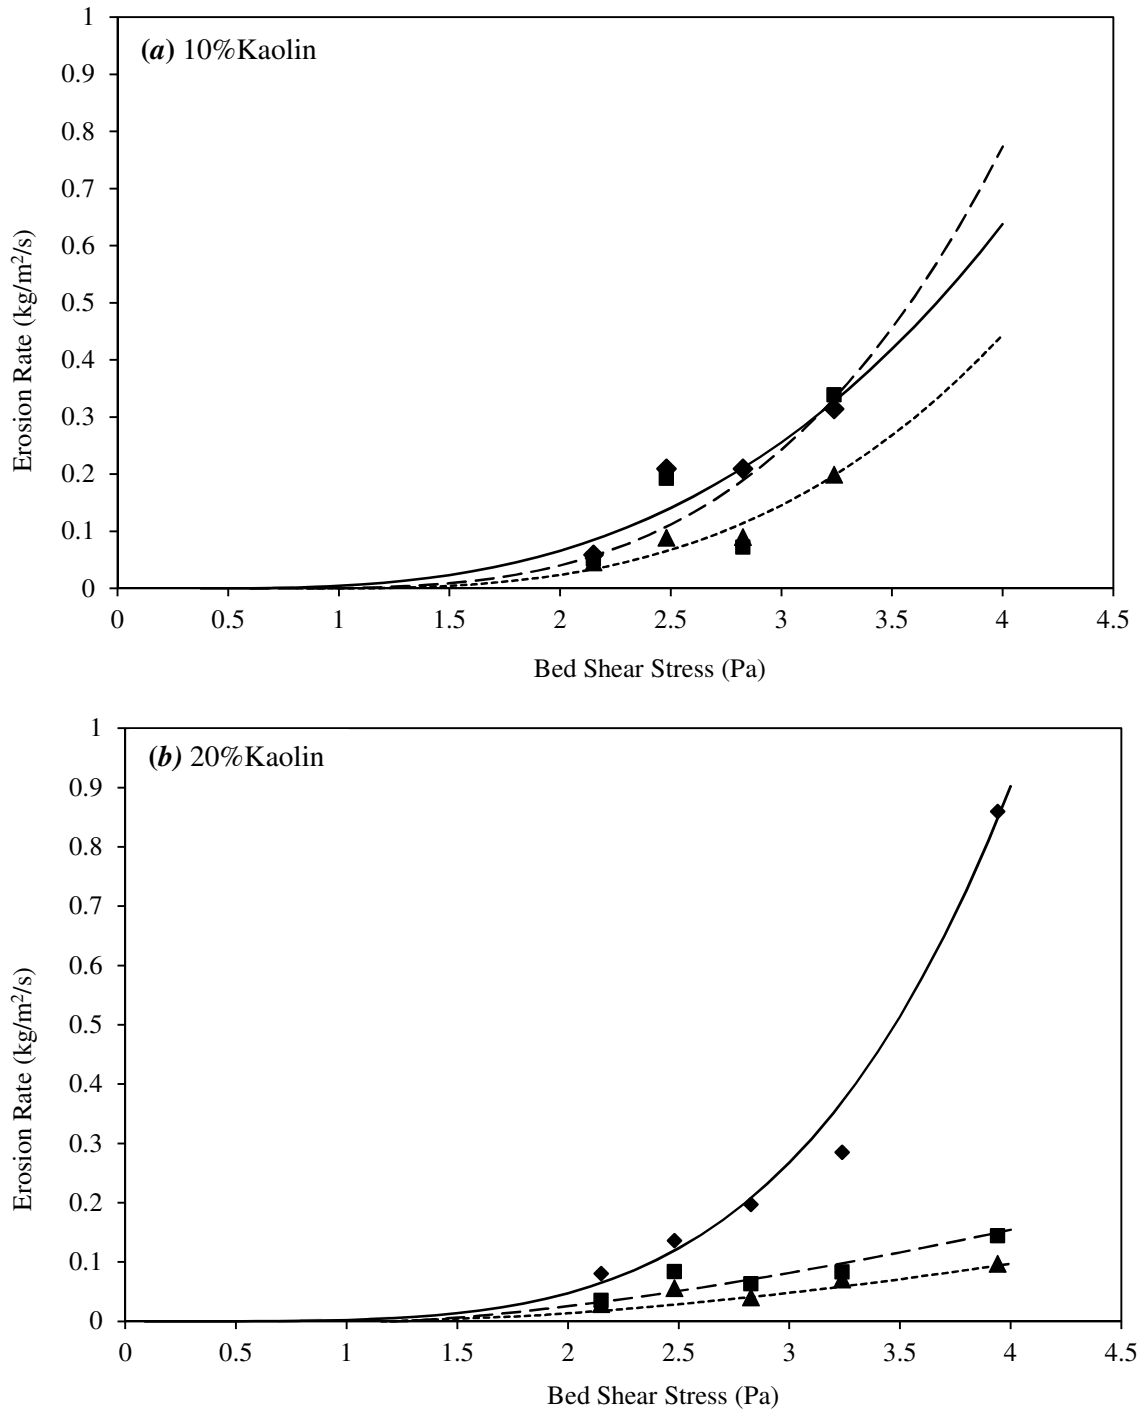 (a) 10%Kaolin
1
0.9
0.8
0.7
0.6
0.5
0.4
0.3
0.2
0.1
0
Erosion Rate (kg/m²/s)
0 0.5 1 1.5 2 2.5 3 3.5 4 4.5
Bed Shear Stress (Pa)
(b) 20%Kaolin
1
0.9
0.8
0.7
0.6
0.5
0.4
0.3
0.2
0.1
0
Erosion Rate (kg/m²/s)
0 0.5 1 1.5 2 2.5 3 3.5 4 4.5
Bed Shear Stress (Pa)